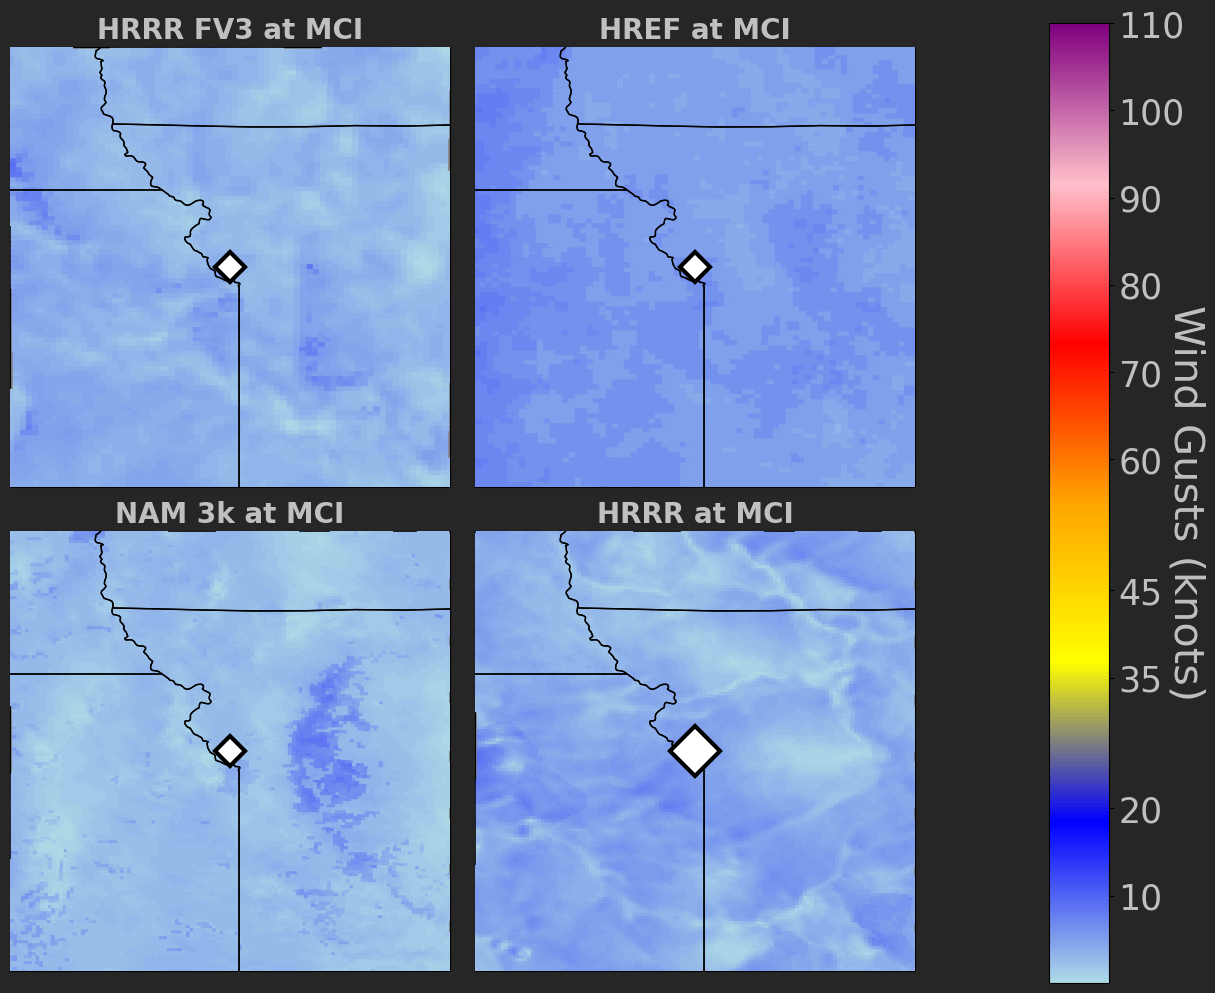 HRRR FV3 at MCI
HREF at MCI
NAM 3k at MCI
HRRR at MCI
110
100
90
80
70
60
45
35
20
10
Wind Gusts (knots)